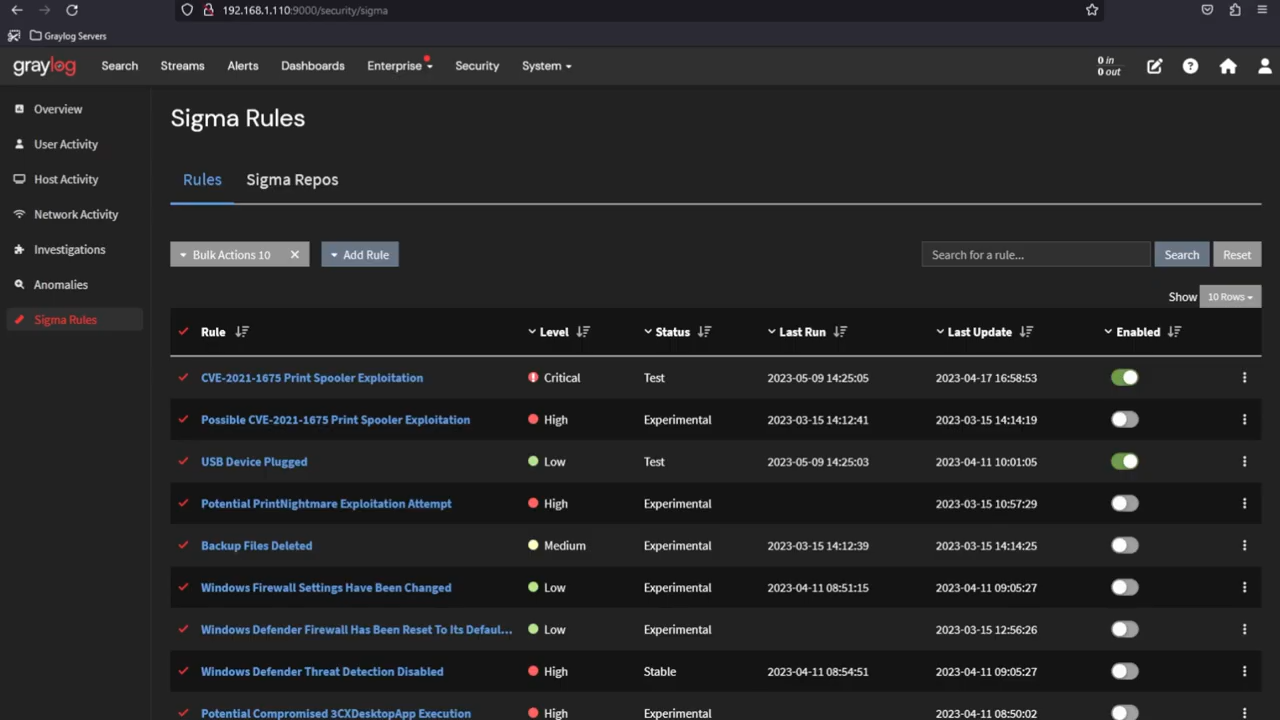 192.168.1.110:9000/security/sigma
Graylog Servers
graylog Search Streams Alerts Dashboards Enterprise Security System 0 in
0 out
Overview
User Activity
Host Activity
Network Activity
Investigations
Anomalies
Sigma Rules
Sigma Rules
Rules Sigma Repos
Bulk Actions 10 Add Rule Search for a rule... Search Reset
Show 10 Rows
Rule Level Status Last Run Last Update Enabled
CVE-2021-1675 Print Spooler Exploitation Critical Test 2023-05-09 14:25:05 2023-04-17 16:58:53
Possible CVE-2021-1675 Print Spooler Exploitation High Experimental 2023-03-15 14:12:41 2023-03-15 14:14:19
USB Device Plugged Low Test 2023-05-09 14:25:03 2023-04-11 10:01:05
Potential PrintNightmare Exploitation Attempt High Experimental 2023-03-15 10:57:29
Backup Files Deleted Medium Experimental 2023-03-15 14:12:39 2023-03-15 14:14:25
Windows Firewall Settings Have Been Changed Low Experimental 2023-04-11 08:51:15 2023-04-11 09:05:27
Windows Defender Firewall Has Been Reset To Its Defaul... Low Experimental 2023-03-15 12:56:26
Windows Defender Threat Detection Disabled High Stable 2023-04-11 08:54:51 2023-04-11 09:05:27
Potential Compromised 3CXDesktopApp Execution High Experimental 2023-04-11 08:50:02